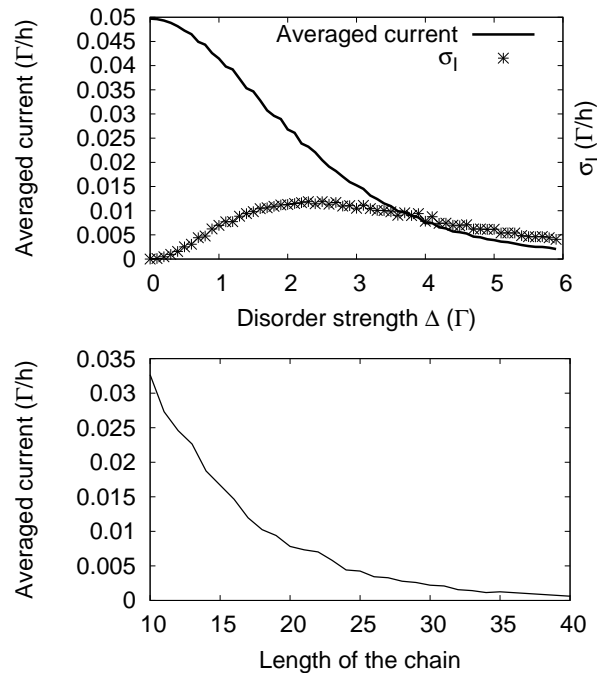 Averaged current (Γ/h)
0.05
0.045
0.04
0.035
0.03
0.025
0.02
0.015
0.01
0.005
0
Averaged current
σI
σI (Γ/h)
0 1 2 3 4 5 6
Disorder strength Δ (Γ)
Averaged current (Γ/h)
0.035
0.03
0.025
0.02
0.015
0.01
0.005
0
10 15 20 25 30 35 40
Length of the chain